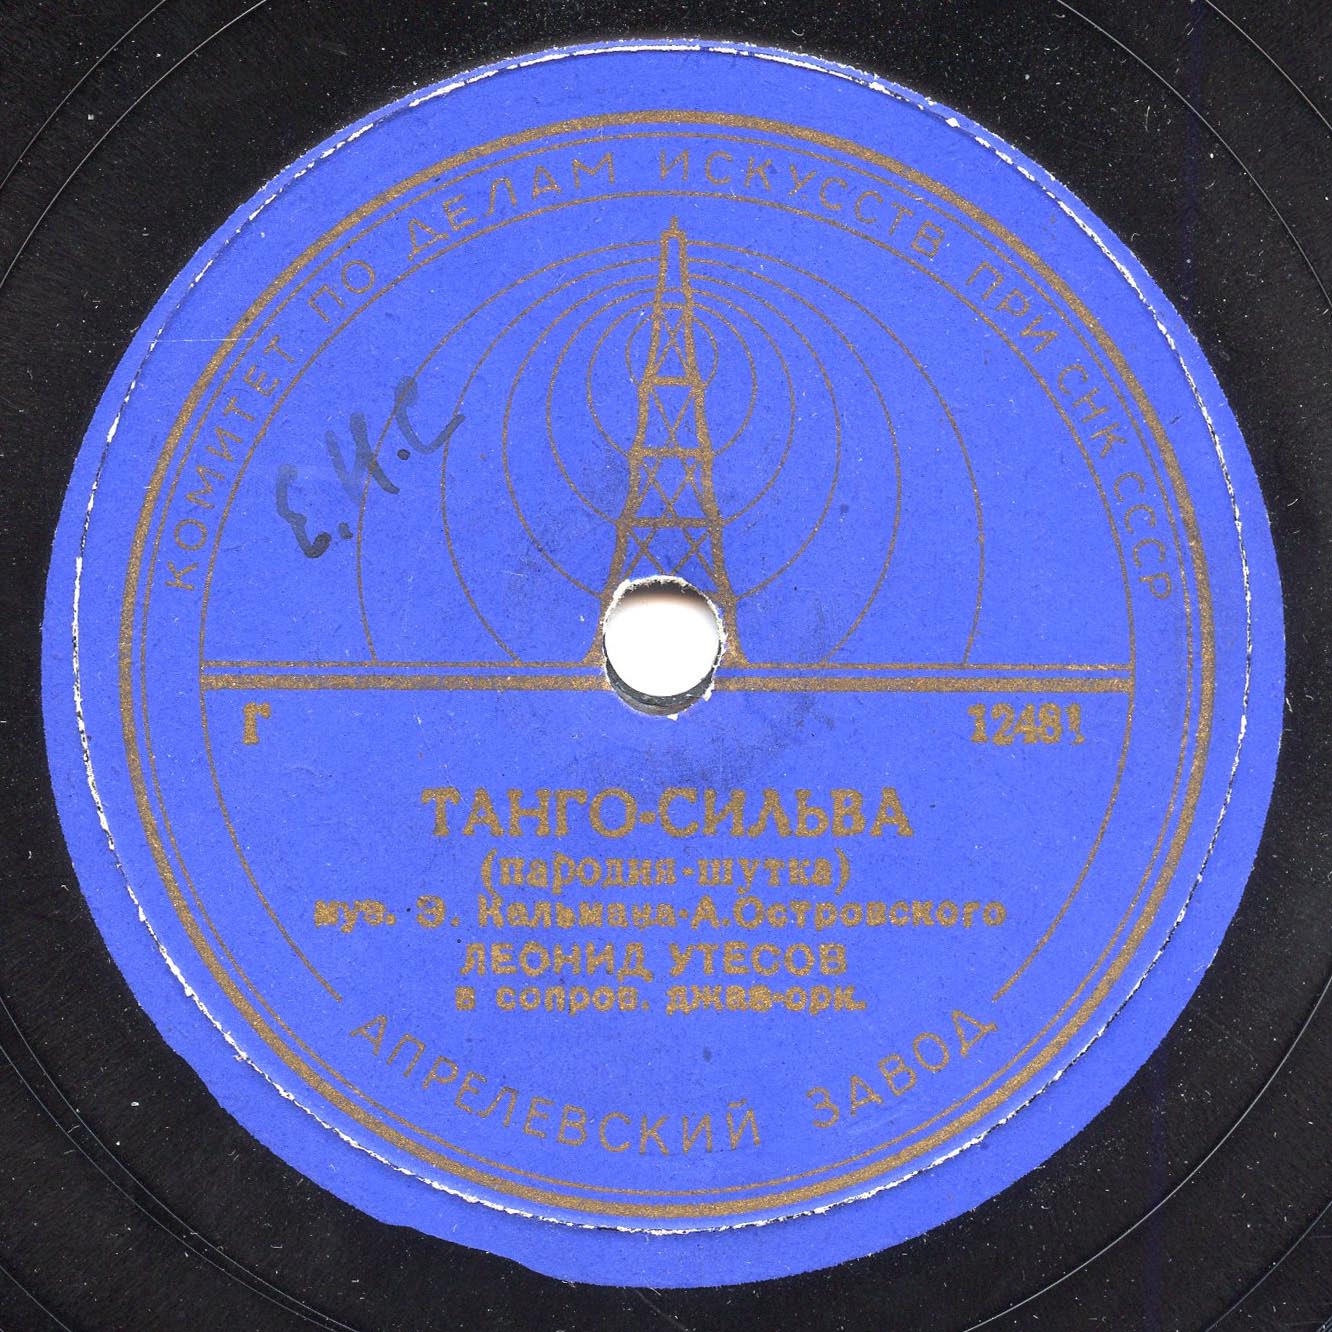 КОМИТЕТ ПО ДЕЛАМ ИСКУССТВ ПРИ СНК СССР
Е.Н.С
Г 12481
ТАНГО-СИЛЬВА
(пародия-шутка)
муз. Э. Кальмана-А.Островского
ЛЕОНИД УТЕСОВ
в сопров. джаз-орк.
АПРЕЛЕВСКИЙ ЗАВОД